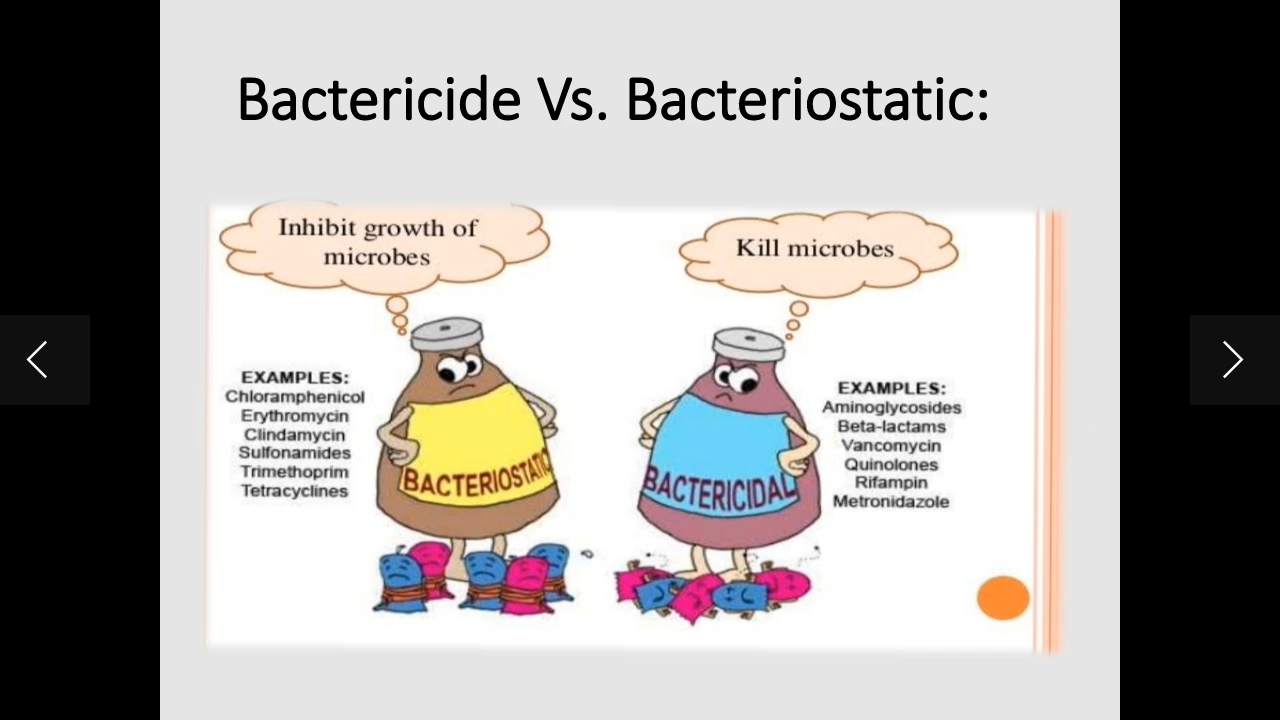 Bactericide Vs. Bacteriostatic:
Inhibit growth of
microbes
EXAMPLES:
Chloramphenicol
Erythromycin
Clindamycin
Sulfonamides
Trimethoprim
Tetracyclines
BACTERIOSTATIC
Kill microbes
BACTERICIDAL
EXAMPLES:
Aminoglycosides
Beta-lactams
Vancomycin
Quinolones
Rifampin
Metronidazole